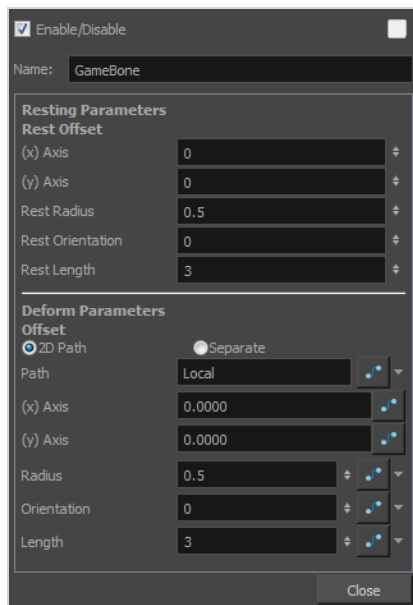 Enable/Disable
Name: GameBone
Resting Parameters
Rest Offset
(x) Axis 0
(y) Axis 0
Rest Radius 0.5
Rest Orientation 0
Rest Length 3
Deform Parameters
Offset
2D Path Separate
Path Local
(x) Axis 0.0000
(y) Axis 0.0000
Radius 0.5
Orientation 0
Length 3
Close